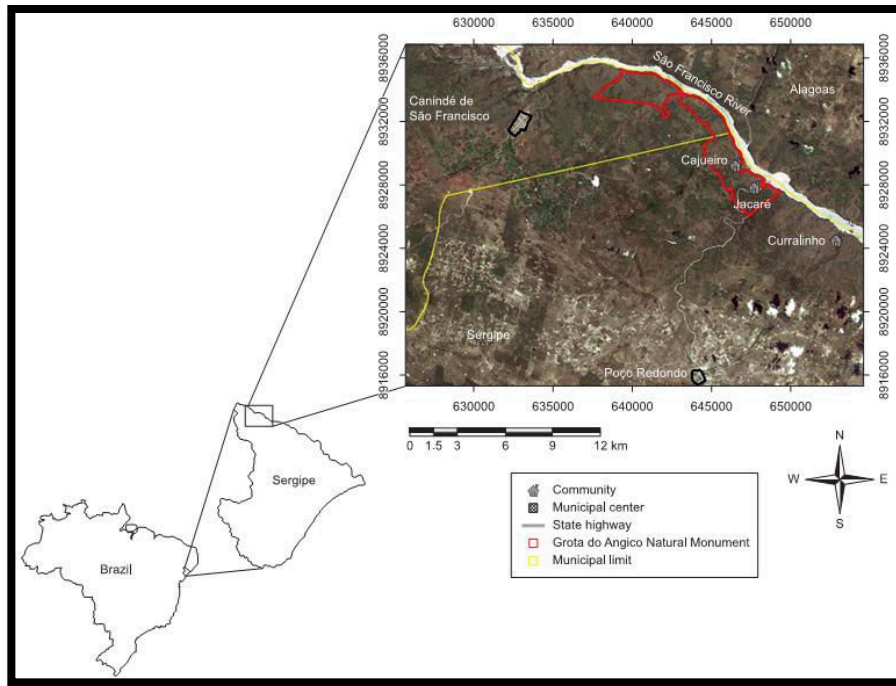 630000 635000 640000 645000 650000
8936000
8932000
8928000
8924000
8920000
8916000
São Francisco River
Alagoas
Canindé de
São Francisco
Cajueiro
Jacaré
Curralinho
Sergipe
Poço Redondo
8936000
8932000
8928000
8924000
8920000
8916000
630000 635000 640000 645000 650000
0 1.5 3 6 9 12 km
N
W E
S
Community
Municipal center
State highway
Grota do Angico Natural Monument
Municipal limit
Sergipe
Brazil